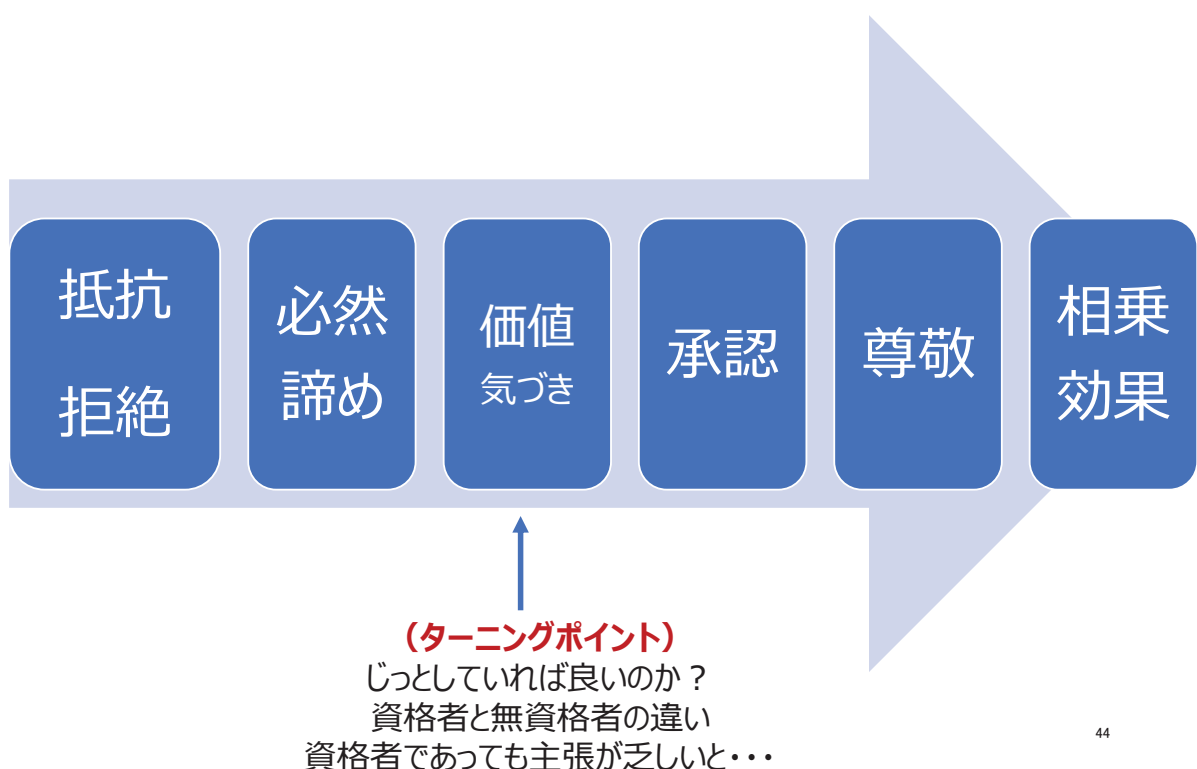 抵抗
拒絶
必然
諦め
価値
気づき
承認
尊敬
相乗
効果
（ターニングポイント）
じっとしていれば良いのか？
資格者と無資格者の違い
資格者であっても主張が乏しいと・・・
44